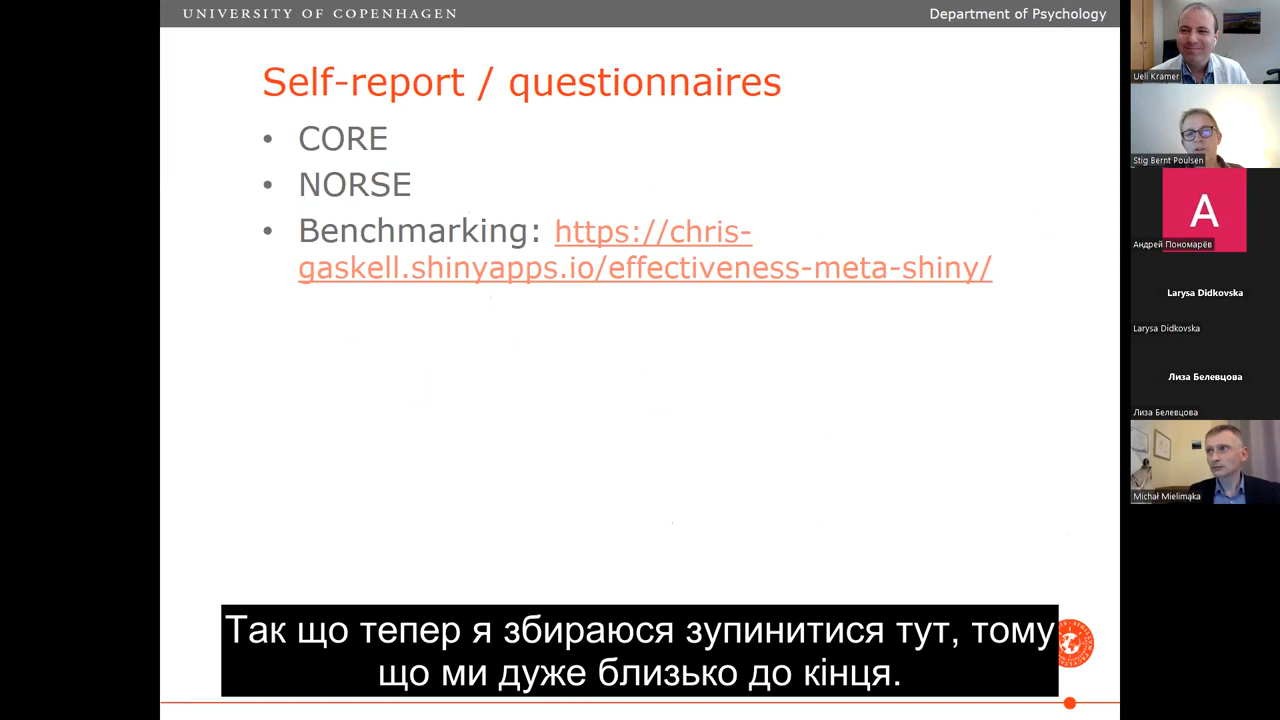 UNIVERSITY OF COPENHAGEN
Department of Psychology
Self-report / questionnaires
• CORE
• NORSE
• Benchmarking: https://chris-
gaskell.shinyapps.io/effectiveness-meta-shiny/
Так що тепер я збираюся зупинитися тут, тому
що ми дуже близько до кінця.
Ueli Kramer
Stig Bernt Poulsen
A
Андрей Пономарёв
Larysa Didkovska
Larysa Didkovska
Лиза Белевцова
Лиза Белевцова
Michał Mielimąka